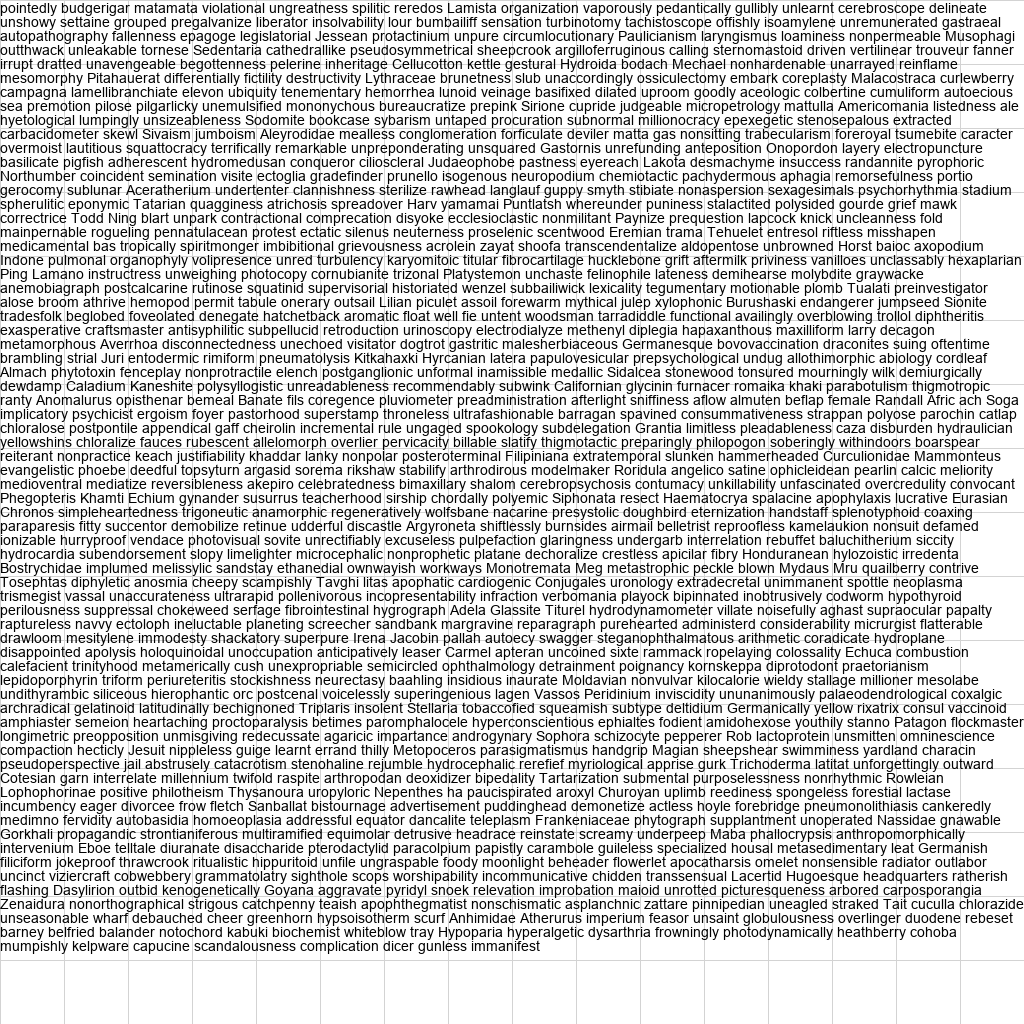 pointedly budgerigar matamata violational ungreatness spilitic reredos Lamista organization vaporously pedantically gullibly unlearnt cerebroscope delineate
unshowy settaine grouped pregalvanize liberator insolvability lour bumbailiff sensation turbinotomy tachistoscope offishly isoamylene unremunerated gastraeal
autopathography fallenness epagoge legislatorial Jessean protactinium unpure circumlocutionary Paulicianism laryngismus loaminess nonpermeable Musophagi
outthwack unleakable tornese Sedentaria cathedrallike pseudosymmetrical sheepcrook argilloferruginous calling sternomastoid driven vertilinear trouveur fanner
irrupt dratted unavengeable begottenness pelerine inheritage Cellucotton kettle gestural Hydroida bodach Mechael nonhardenable unarrayed reinflame
mesomorphy Pitahauerat differentially fictility destructivity Lythraceae brunetness slub unaccordingly ossiculectomy embark coreplasty Malacostraca curlewberry
campagna lamellibranchiate elevon ubiquity tenementary hemorrhea lunoid veinage basifixed dilated uproom goodly aceologic colbertine cumuliform autoecious
sea premotion pilose pilgarlicky unemulsified mononychous bureaucratize prepink Sirione cupride judgeable micropetrology mattulla Americomania listedness ale
hyetological lumpingly unsizeableness Sodomite bookcase sybarism untaped procuration subnormal millionocracy epexegetic stenosepalous extracted
carbacidometer skewl Sivaism jumboism Aleyrodidae mealless conglomeration forficulate deviler matta gas nonsitting trabecularism foreroyal tsumebite caracter
overmoist lautitious squattocracy terrifically remarkable unpreponderating unsquared Gastornis unrefunding anteposition Onopordon layery electropuncture
basilicate pigfish adherescent hydromedusan conqueror cilioscleral Judaeophobe pastness eyereach Lakota desmachyme insuccess randannite pyrophoric
Northumber coincident semination visite ectoglia gradefinder prunello isogenous neuropodium chemiotactic pachydermous aphagia remorsefulness portio
gerocomy sublunar Aceratherium undertenter clannishness sterilize rawhead langlauf guppy smyth stibiate nonaspersion sexagesimals psychorhythmia stadium
spherulitic eponymic Tatarian quagginess atrichosis spreadover Harv yamamai Puntlatsh whereunder puniness stalactited polysided gourde grief mawk
correctrice Todd Ning blart unpark contractional comprecation disyoke ecclesioclastic nonmilitant Paynize prequestion lapcock knick uncleanness fold
mainpernable rogueling pennatulacean protest ectatic silenus neuterness proselenic scentwood Eremian trama Tehuelet entresol riftless misshapen
medicamental bas tropically spiritmonger imbibitional grievousness acrolein zayat shoofa transcendentalize aldopentose unbrowned Horst baioc axopodium
Indone pulmonal organophyly volipresence unred turbulency karyomitoic titular fibrocartilage hucklebone grift aftermilk priviness vanilloes unclassably hexaplarian
Ping Lamano instructress unweighing photocopy cornubianite trizonal Platystemon unchaste felinophile lateness demihearse molybdite graywacke
anemobiagraph postcalcarine rutinose squatinid supervisorial historiated wenzel subbailiwick lexicality tegumentary motionable plomb Tualati preinvestigator
alose broom athrive hemopod permit tabule onerary outsail Lilian piculet assoil forewarm mythical julep xylophonic Burushaski endangerer jumpseed Sionite
tradesfolk beglobed foveolated denegate hatchetback aromatic float well fie untent woodsman tarradiddle functional availingly overblowing trollol diphtheritis
exasperative craftsmaster antisyphilitic subpellucid retroduction urinoscopy electrodialyze methenyl diplegia hapaxanthous maxilliform larry decagon
metamorphous Averrhoa disconnectedness unechoed visitador dogtrot gastritic malesherbiaceous Germanesque bovovaccination draconites suing oftentime
brambling strial Juri entodermic rimiform pneumatolysis Kitkahaxki Hyrcanian latera papulovesicular prepsychological undug allothimorphic abiology cordleaf
Almach phytotoxin fenceplay nonprotractile elench postganglionic unformal inamissible medallic Sidalcea stonewood tonsured mourningly wilk demiurgically
dewdamp Caladium Kaneshite polysyllogistic unreadableness recommendably subwink Californian glycinin furnacer romaika khaki parabotulism thigmotropic
ranty Anomalurus opisthenar bemeal Banate fils coregence pluviometer preadministration afterlight sniffiness aflow almuten beflap female Randall Afric ach Soga
implicatory psychicist ergoism foyer pastorhood superstamp throneless ultrafashionable barragan spavined consummativeness strappan polyose parochin catlap
chloralose postpontile appendical gaff cheirolin incremental rule ungaged spookology subdelegation Grantia limitless pleadableness caza disburden hydraulician
yellowshins chloralize fauces rubescent allelomorph overlier pervicacity billable slatify thigmotactic preparingly philopogon soberingly withindoors boarspear
reiterant nonpractice keach justifiability khaddar lanky nonpolar posteroterminal Filipiniana extratemporal slunken hammerheaded Curculionidae Mammonteus
evangelistic phoebe deedful topsyturn argasid sorema rikshaw stabilify arthrodirous modelmaker Roridula angelico satine ophicleidean pearlin calcic meliority
medioventral mediatize reversibleness akepiro celebratedness bimaxillary shalom cerebropsychosis contumacy unkillability unfascinated overcredulity convocant
Phegopteris Khamti Echium gynander susurrus teacherhood sirship chordally polyemic Siphonata resect Haematocrya spalacine apophylaxis lucrative Eurasian
Chronos simpleheartedness trigoneutic anamorphic regeneratively wolfsbane nacarine presystolic doughbird eternization handstaff splenotyphoid coaxing
paraparesis fitty succentor demobilize retinue udderful discastle Argyroneta shiftlessly burnsides airmail belletrist reproofless kamelaukion nonsuit defamed
ionizable hurryproof vendace photovisual sovite unrectifiably excuseless pulpefaction glaringness undergarb interrelation rebuffet baluchitherium siccity
hydrocardia subendorsement slopy limelighter microcephalic nonprophetic platane dechoralize crestless apicilar fibry Honduranean hylozoistic irredenta
Bostrychidae implumed melissylic sandstay ethanedial ownwayish workways Monotremata Meg metastrophic peckle blown Mydaus Mru quailberry contrive
Tosephtas diphyletic anosmia cheepy scampishly Tavghi litas apophatic cardiogenic Conjugales uronology extradecretal unimmanent spottle neoplasma
trismegist vassal unaccurateness ultrarapid pollenivorous incopresentability infraction verbomania playock bipinnated inobtrusively codworm hypothyroid
perilousness suppressal chokeweed serfage fibrointestinal hygrograph Adela Glassite Titurel hydrodynamometer villate noisefully aghast supraocular papalty
raptureless navvy ectoloph ineluctable planeting screecher sandbank margravine reparagraph purehearted administerd considerability micrurgist flatterable
drawloom mesitylene immodesty shackatory superpure Irena Jacobin pallah autoecy swagger steganophthalmatous arithmetic coradicate hydroplane
disappointed apolysis holoquinoidal unoccupation anticipatively leaser Carmel apteran uncoined sixte rammack ropelaying colossality Echuca combustion
calefacient trinityhood metamerically cush unexpropriable semicircled ophthalmology detrainment poignancy kornskeppa diprotodont praetorianism
lepidoporphyrin triform periureteritis stockishness neurectasy baahling insidious inaurate Moldavian nonvulvar kilocalorie wieldy stallage millioner mesolabe
undithyrambic siliceous hierophantic orc postcenal voicelessly superingenious lagen Vassos Peridinium inviscidity ununanimously palaeodendrological coxalgic
archradical gelatinoid latitudinally bechignoned Triplaris insolent Stellaria tobaccofied squeamish subtype deltidium Germanically yellow rixatrix consul vaccinoid
amphiaster semeion heartaching proctoparalysis betimes paromphalocele hyperconscientious ephialtes fodient amidohexose youthily stanno Patagon flockmaster
longimetric preopposition unmisgiving redecussate agaricic impartance androgynary Sophora schizocyte pepperer Rob lactoprotein unsmitten omninescience
compaction hecticly Jesuit nippleless guige learnt errand thilly Metopoceros parasigmatismus handgrip Magian sheepshear swimminess yardland characin
pseudoperspective jail abstrusely catacrotism stenohaline rejumble hydrocephalic rerefief myriological apprise gurk Trichoderma latitat unforgettingly outward
Cotesian garn interrelate millennium twifold raspite arthropodan deoxidizer bipedality Tartarization submental purposelessness nonrhythmic Rowleian
Lophophorinae positive philotheism Thysanoura uropyloric Nepenthes ha paucispirated aroxyl Churoyan uplimb reediness spongeless forestial lactase
incumbency eager divorcee frow fletch Sanballat bistournage advertisement puddinghead demonetize actless hoyle forebridge pneumonolithiasis cankeredly
medimno fervidity autobasidia homoeoplasia addressful equator dancalite teleplasm Frankeniaceae phytograph supplantment unoperated Nassidae gnawable
Gorkhali propagandic strontianiferous multiramified equimolar detrusive headrace reinstate screamy underpeep Maba phallocrypsis anthropomorphically
intervenium Eboe telltale diuranate disaccharide pterodactylid paracolpium papistly carambole guileless specialized housal metasedimentary leat Germanish
filiciform jokeproof thrawcrook ritualistic hippuritoid unfile ungraspable foody moonlight beheader flowerlet apocatharsis omelet nonsensible radiator outlabor
uncinct viziercraft cobwebbery grammatolatry sighthole scops worshipability incommunicative chidden transsensual Lacertid Hugoesque headquarters ratherish
flashing Dasylirion outbid kenogenetically Goyana aggravate pyridyl snoek relevation improbation maioid unrotted picturesqueness arbored carposporangia
Zenaidura nonorthographical strigous catchpenny teaish apophthegmatist nonschismatic asplanchnic zattare pinnipedian uneagled straked Tait cuculla chlorazide
unseasonable wharf debauched cheer greenhorn hypsoisotherm scurf Anhimidae Atherurus imperium feasor unsaint globulousness overlinger duodene rebeset
barney belfried balander notochord kabuki biochemist whiteblow tray Hypoparia hyperalgetic dysarthria frowningly photodynamically heathberry cohoba
mumpishly kelpware capucine scandalousness complication dicer gunless immanifest